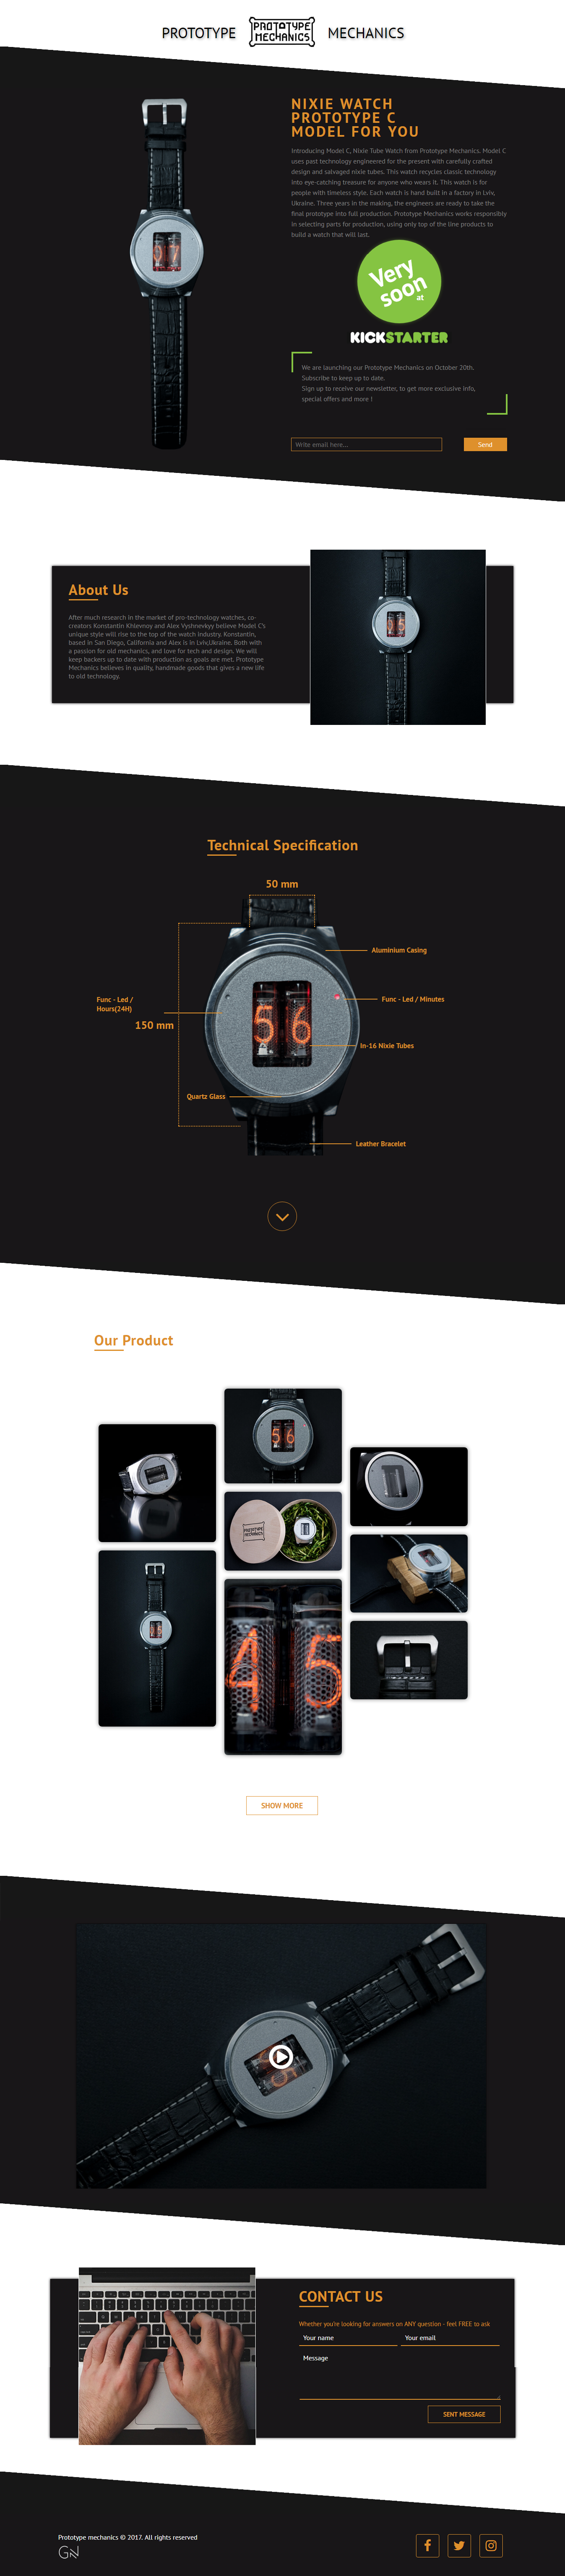 PROTOTYPE
PROTOTYPE
MECHANICS
MECHANICS
NIXIE WATCH
PROTOTYPE C
MODEL FOR YOU
Introducing Model C, Nixie Tube Watch from Prototype Mechanics. Model C
uses past technology engineered for the present with carefully crafted
design and salvaged nixie tubes. This watch recycles classic technology
into eye-catching treasure for anyone who wears it. This watch is for
people with timeless style. Each watch is hand built in a factory in Lviv,
Ukraine. Three years in the making, the engineers are ready to take the
final prototype into full production. Prototype Mechanics works responsibly
in selecting parts for production, using only top of the line products to
build a watch that will last.
Very
soon
at
KICKSTARTER
We are launching our Prototype Mechanics on October 20th.
Subscribe to keep up to date.
Sign up to receive our newsletter, to get more exclusive info,
special offers and more !
Write email here...
Send
About Us
After much research in the market of pro-technology watches, co-
creators Konstantin Khlevnoy and Alex Vyshnevkyy believe Model C's
unique style will rise to the top of the watch industry. Konstantin,
based in San Diego, California and Alex is in Lviv,Ukraine. Both with
a passion for old mechanics, and love for tech and design. We will
keep backers up to date with production as goals are met. Prototype
Mechanics believes in quality, handmade goods that gives a new life
to old technology.
Technical Specification
50 mm
Aluminium Casing
Func - Led /
Hours(24H)
Func - Led / Minutes
150 mm
56
In-16 Nixie Tubes
Quartz Glass
Leather Bracelet
Our Product
56
PROTOTYPE
MECHANICS
45
SHOW MORE
CONTACT US
Whether you're looking for answers on ANY question - feel FREE to ask
Your name
Your email
Message
SENT MESSAGE
Prototype mechanics © 2017. All rights reserved
GN